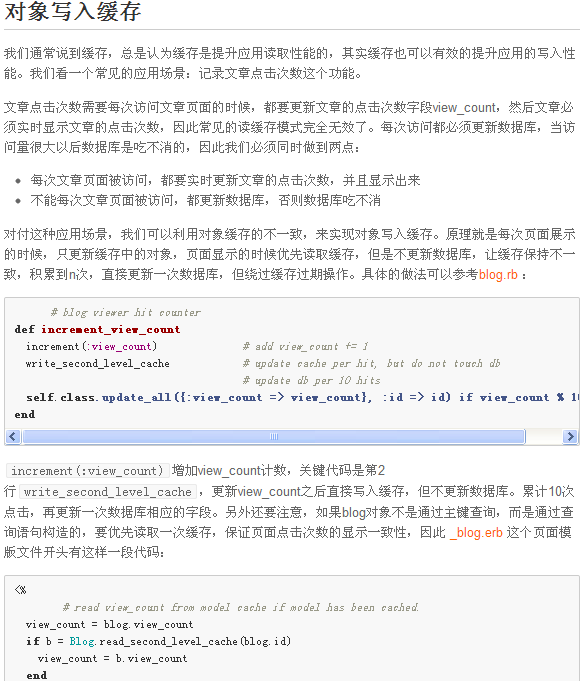 对象写入缓存
我们通常说到缓存，总是认为缓存是提升应用读取性能的，其实缓存也可以有效的提升应用的写入性
能。我们看一个常见的应用场景：记录文章点击次数这个功能。
文章点击次数需要每次访问文章页面的时候，都要更新文章的点击次数字段view_count，然后文章必
须实时显示文章的点击次数，因此常见的读缓存模式完全无效了。每次访问都必须更新数据库，当访
问量很大以后数据库是吃不消的，因此我们必须同时做到两点：
每次文章页面被访问，都要实时更新文章的点击次数，并且显示出来
不能每次文章页面被访问，都更新数据库，否则数据库吃不消
对付这种应用场景，我们可以利用对象缓存的不一致，来实现对象写入缓存。原理就是每次页面展示
的时候，只更新缓存中的对象，页面显示的时候优先读取缓存，但是不更新数据库，让缓存保持不一
致，积累到n次，直接更新一次数据库，但绕过缓存过期操作。具体的做法可以参考blog.rb ：
# blog viewer hit counter
def increment_view_count
increment(:view_count) # add view_count += 1
write_second_level_cache # update cache per hit, but do not touch db
# update db per 10 hits
self.class.update_all({:view_count => view_count}, :id => id) if view_count % 10
end
increment(:view_count) 增加view_count计数，关键代码是第2
行 write_second_level_cache ，更新view_count之后直接写入缓存，但不更新数据库。累计10次
点击，再更新一次数据库相应的字段。另外还要注意，如果blog对象不是通过主键查询，而是通过查
询语句构造的，要优先读取一次缓存，保证页面点击次数的显示一致性，因此 _blog.erb 这个页面模
版文件开头有这样一段代码：
<%
# read view_count from model cache if model has been cached.
view_count = blog.view_count
if b = Blog.read_second_level_cache(blog.id)
view_count = b.view_count
end